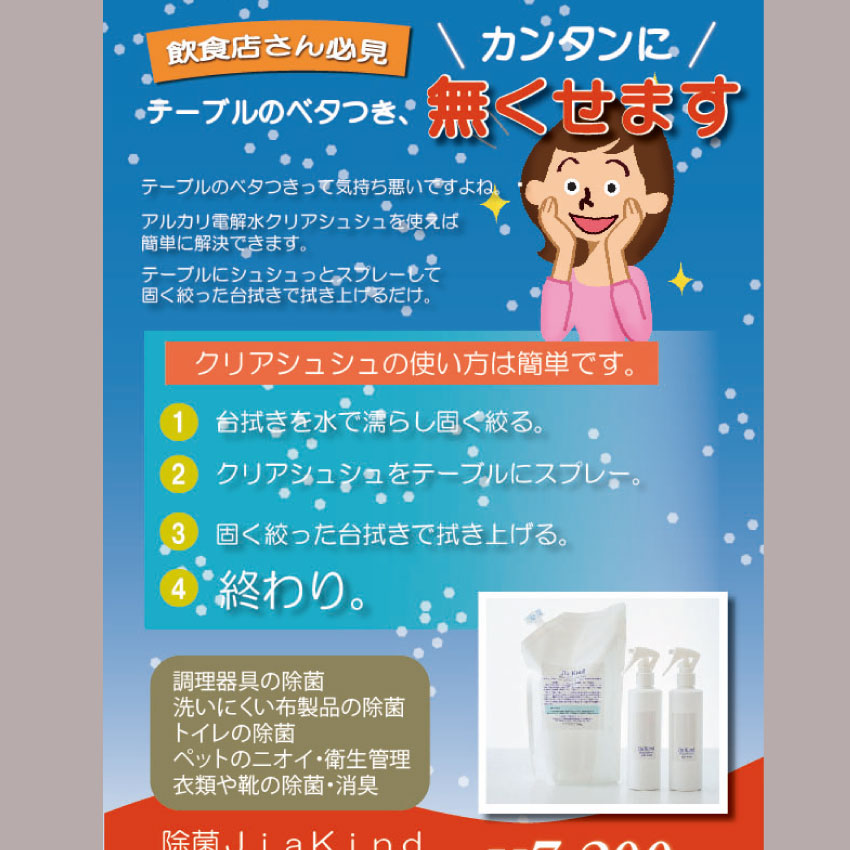 飲食店さん必見
カンタンに
テーブルのベタつき、無くせます
テーブルのベタつきって気持ち悪いですよね。
アルカリ電解水クリアシュシュを使えば
簡単に解決できます。
テーブルにシュシュっとスプレーして
固く絞った台拭きで拭き上げるだけ。
クリアシュシュの使い方は簡単です。
1 台拭きを水で濡らし固く絞る。
2 クリアシュシュをテーブルにスプレー。
3 固く絞った台拭きで拭き上げる。
4 終わり。
調理器具の除菌
洗いにくい布製品の除菌
トイレの除菌
ペットのニオイ・衛生管理
衣類や靴の除菌・消臭
除菌JiaKind